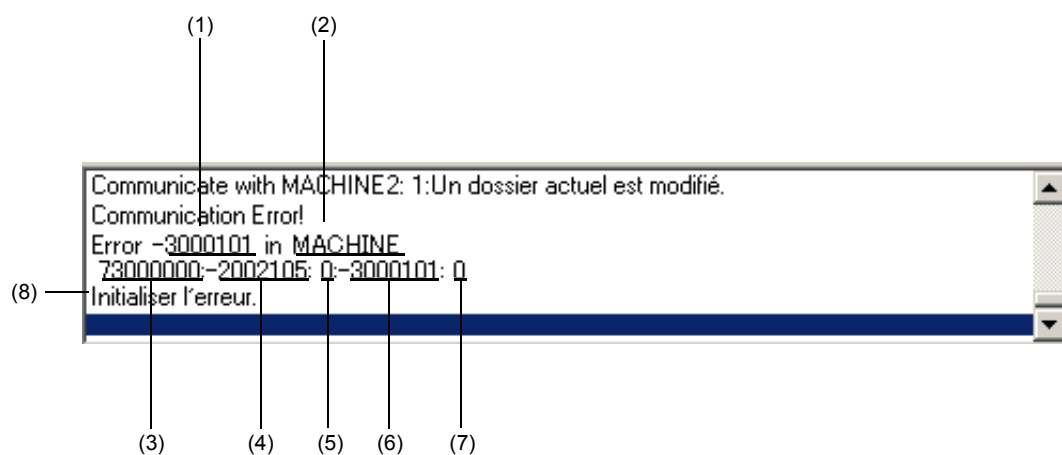 (1) (2)
Communicate with MACHINE2: 1:Un dossier actuel est modifié.
Communication Error!
Error -3000101 in MACHINE
73000000:-2002105: 0:-3000101: 0
(8) Initialiser l'erreur.
(3) (4) (5) (6) (7)